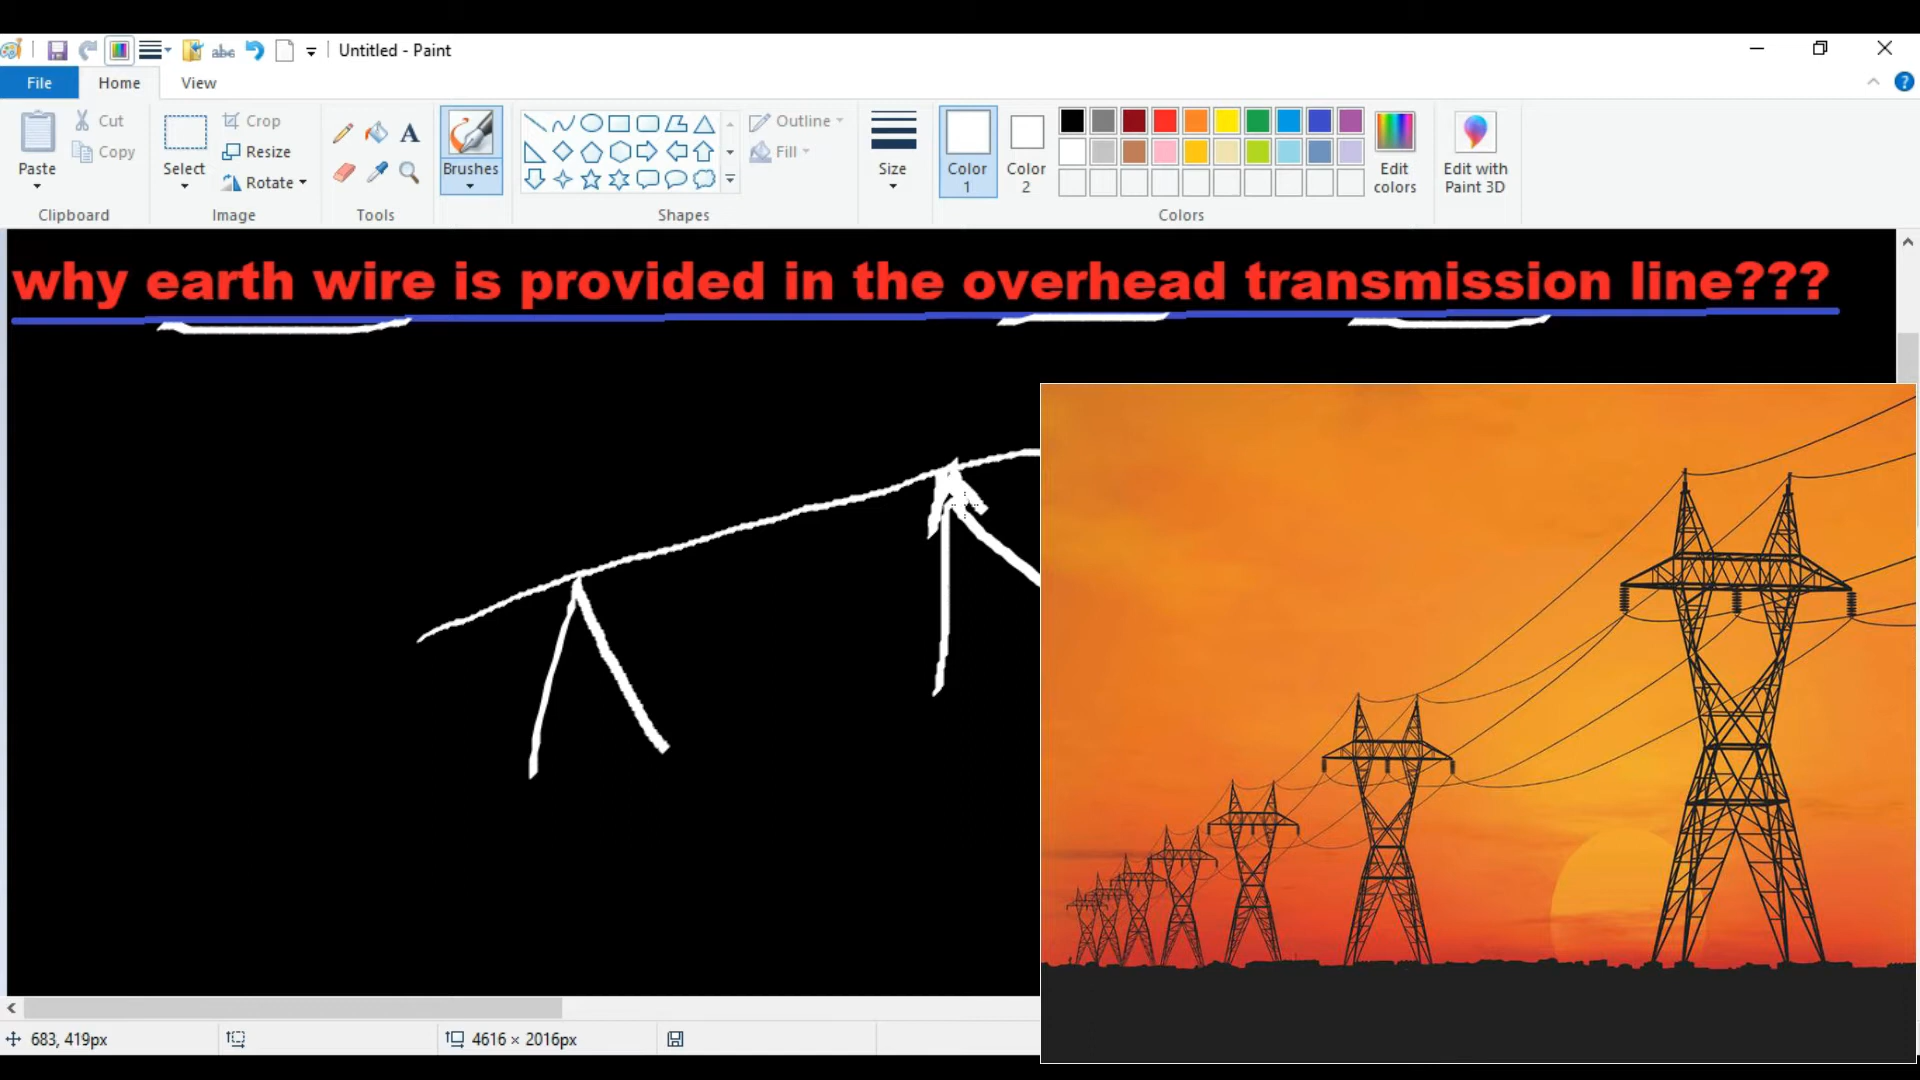 abc Untitled - Paint
File Home View ?
Paste
Cut
Copy
Clipboard
Select
Crop
Resize
Rotate
Image
A
Tools
Brushes
Shapes
Outline
Fill
Size
Color
1
Color
2
Edit
colors
Colors
Edit with
Paint 3D
why earth wire is provided in the overhead transmission line???
683, 419px
4616 × 2016px